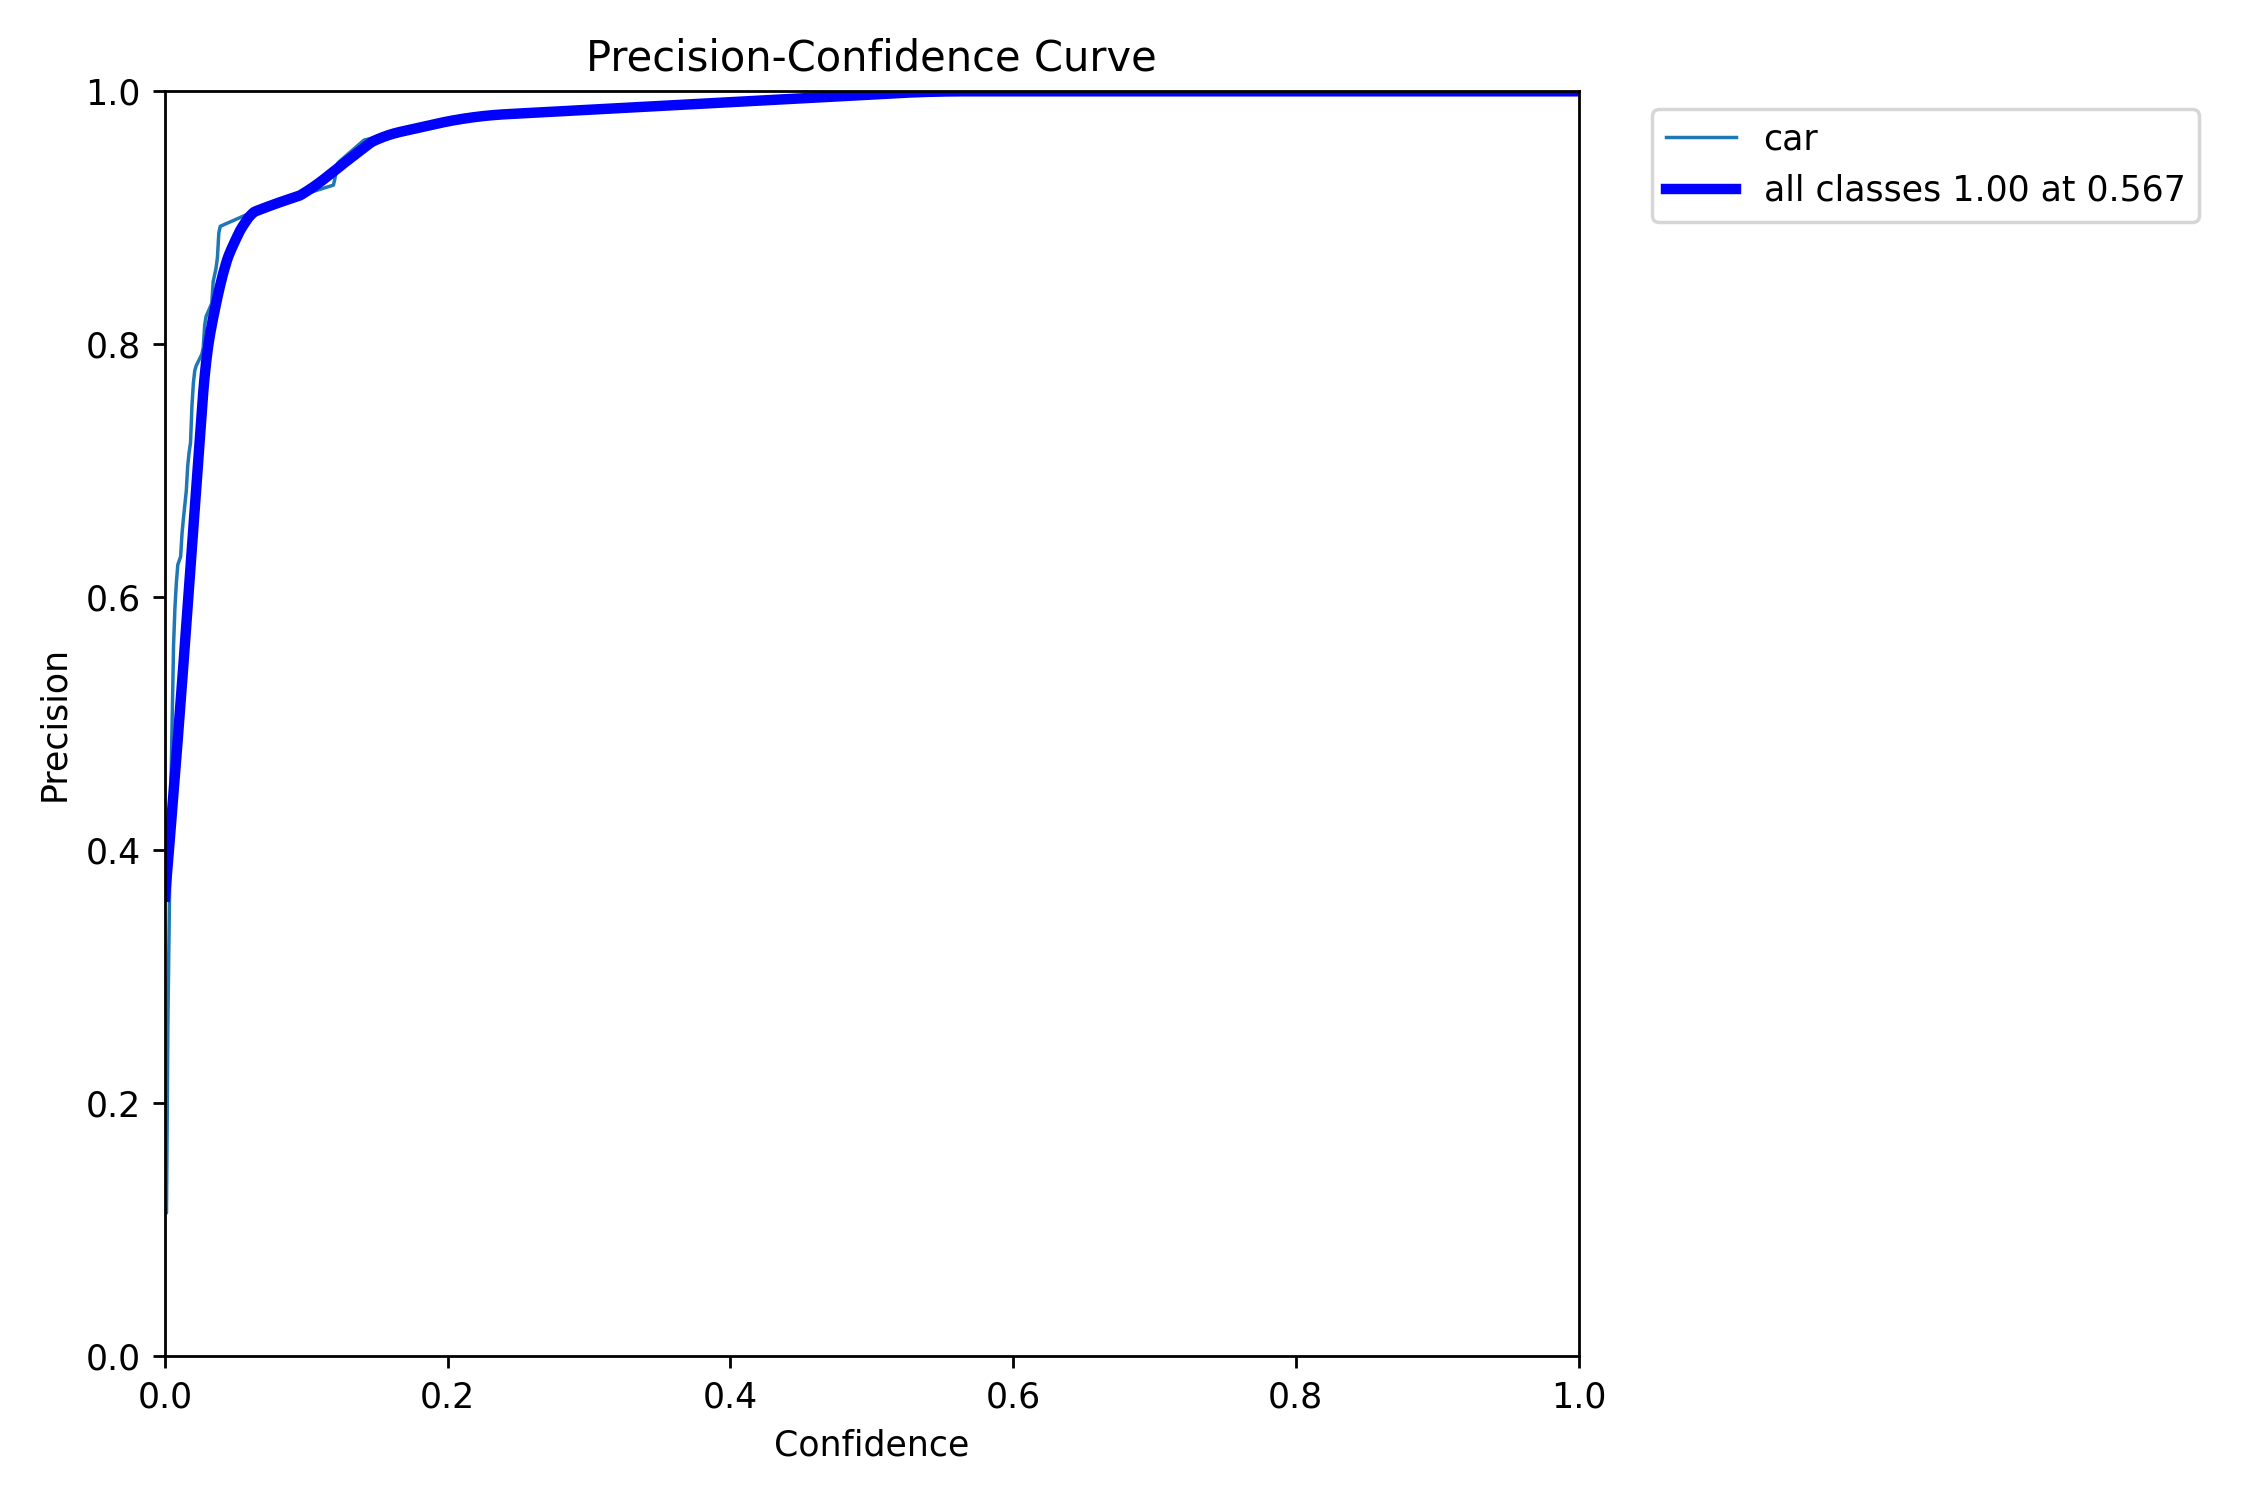 Precision-Confidence Curve
1.0
0.8
0.6
0.4
0.2
0.0
Precision
0.0 0.2 0.4 0.6 0.8 1.0
Confidence
car
all classes 1.00 at 0.567